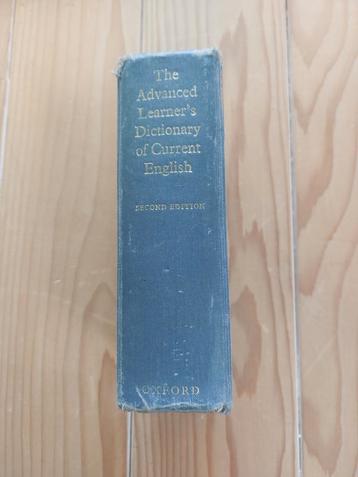 The
Advanced
Learner's
Dictionary
of Current
English
SECOND EDITION
OXFORD